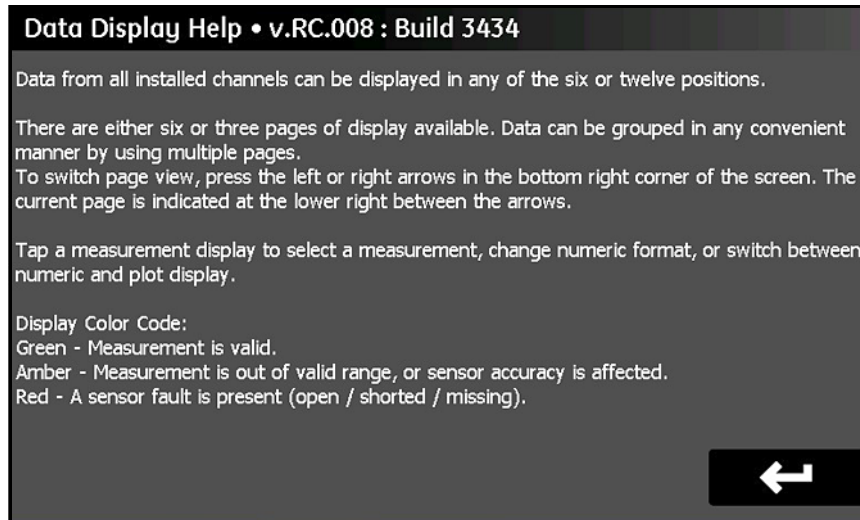 Data Display Help • v.RC.008 : Build 3434
Data from all installed channels can be displayed in any of the six or twelve positions.
There are either six or three pages of display available. Data can be grouped in any convenient
manner by using multiple pages.
To switch page view, press the left or right arrows in the bottom right corner of the screen. The
current page is indicated at the lower right between the arrows.
Tap a measurement display to select a measurement, change numeric format, or switch between
numeric and plot display.
Display Color Code:
Green - Measurement is valid.
Amber - Measurement is out of valid range, or sensor accuracy is affected.
Red - A sensor fault is present (open / shorted / missing).